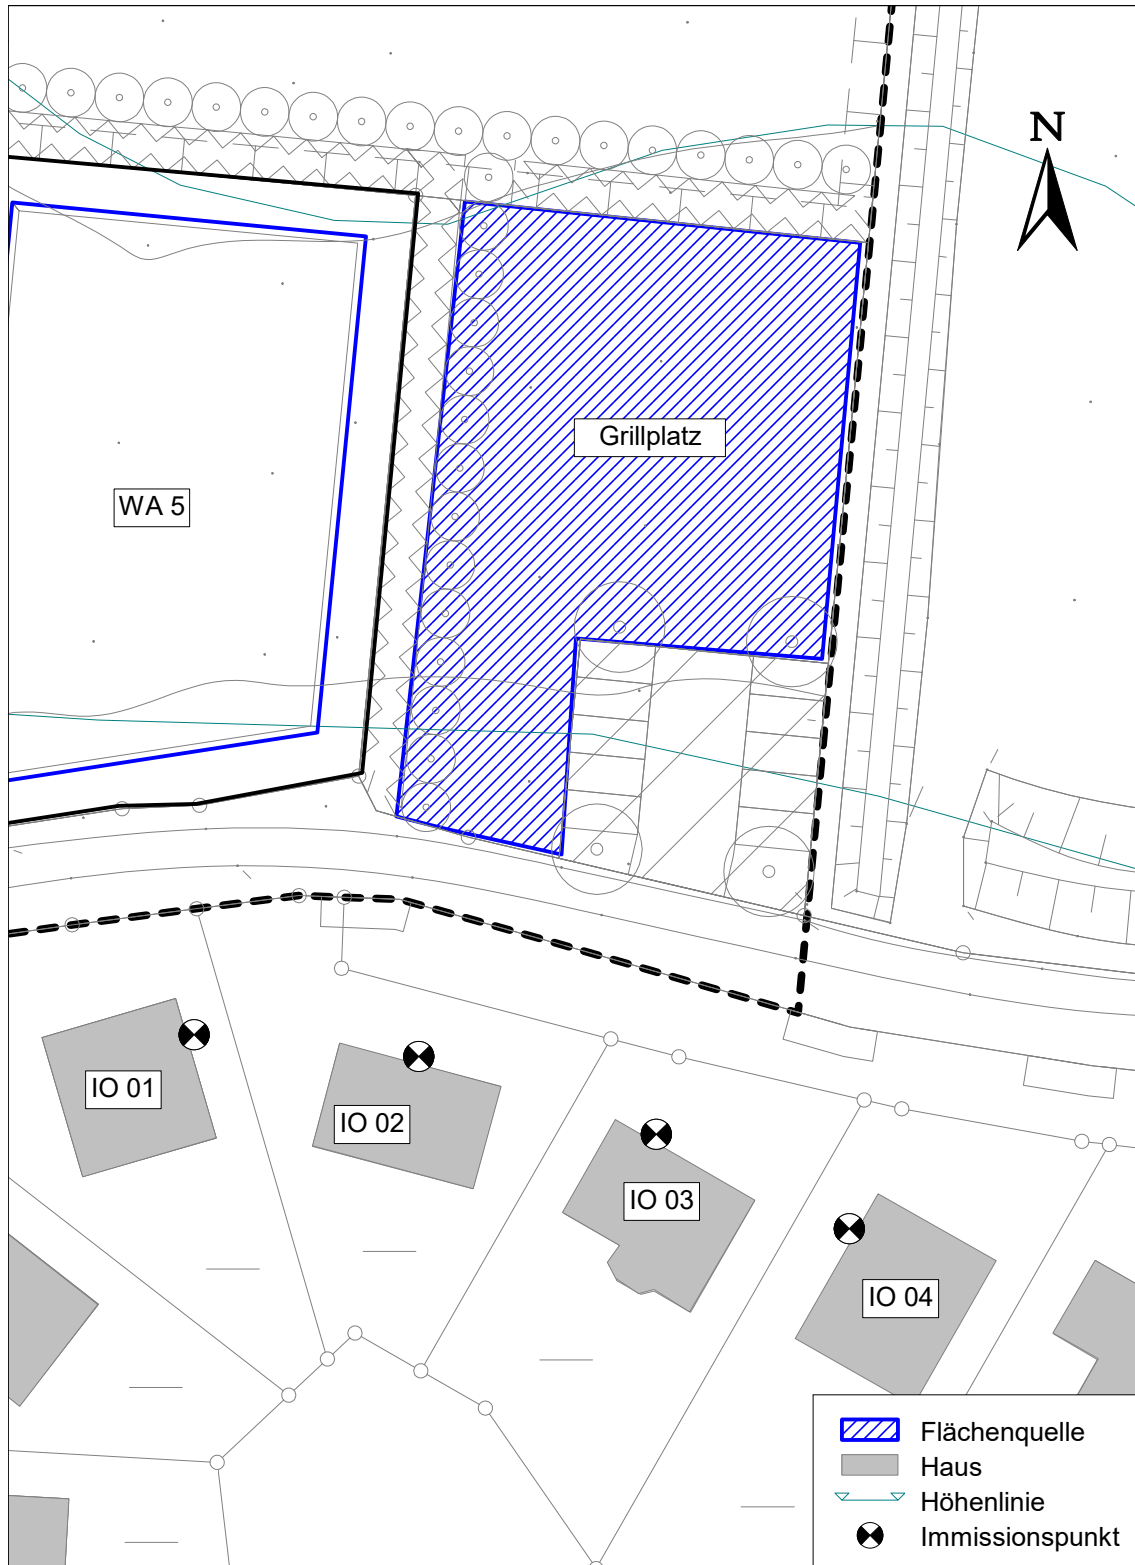 N
Grillplatz
WA 5
IO 01
IO 02
IO 03
IO 04
Flächenquelle
Haus
Höhenlinie
Immissionspunkt